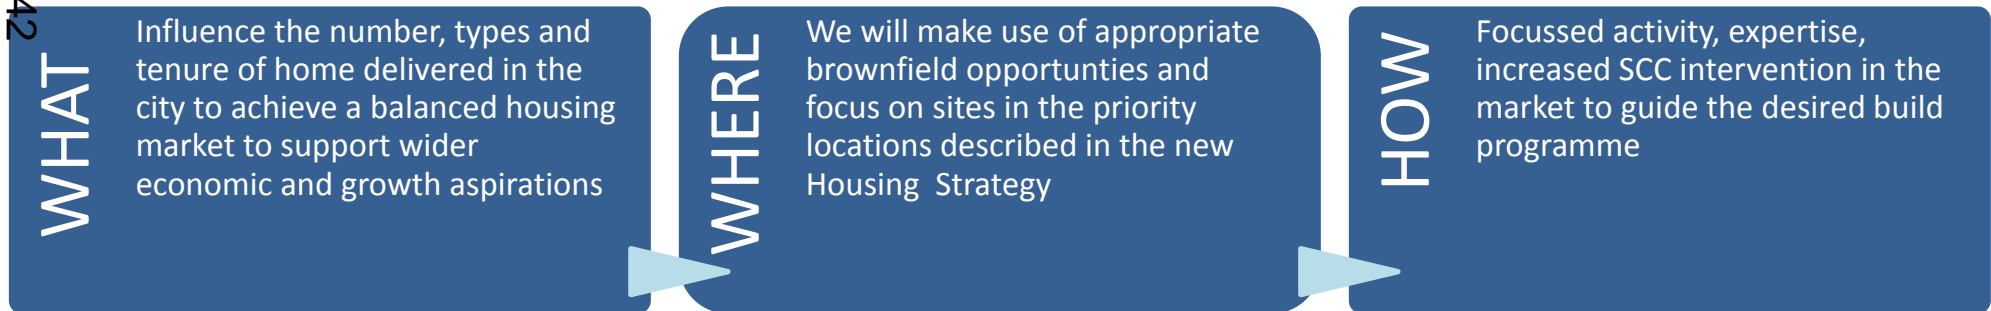 42
WHAT
Influence the number, types and
tenure of home delivered in the
city to achieve a balanced housing
market to support wider
economic and growth aspirations
WHERE
We will make use of appropriate
brownfield opportunties and
focus on sites in the priority
locations described in the new
Housing  Strategy
HOW
Focussed activity, expertise,
increased SCC intervention in the
market to guide the desired build
programme